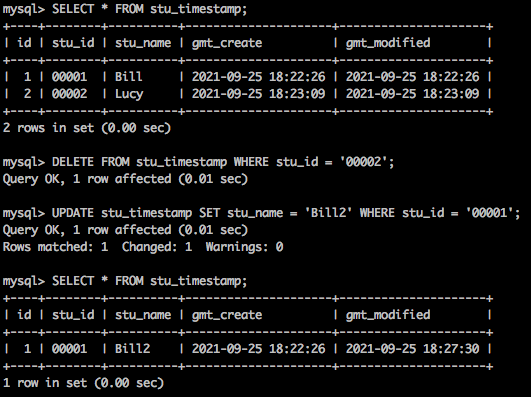 mysql> SELECT * FROM stu_timestamp;
+----+--------+----------+---------------------+---------------------+
| id | stu_id | stu_name | gmt_create          | gmt_modified        |
+----+--------+----------+---------------------+---------------------+
|  1 | 00001  | Bill     | 2021-09-25 18:22:26 | 2021-09-25 18:22:26 |
|  2 | 00002  | Lucy     | 2021-09-25 18:23:09 | 2021-09-25 18:23:09 |
+----+--------+----------+---------------------+---------------------+
2 rows in set (0.00 sec)
mysql> DELETE FROM stu_timestamp WHERE stu_id = '00002';
Query OK, 1 row affected (0.01 sec)
mysql> UPDATE stu_timestamp SET stu_name = 'Bill2' WHERE stu_id = '00001';
Query OK, 1 row affected (0.01 sec)
Rows matched: 1  Changed: 1  Warnings: 0
mysql> SELECT * FROM stu_timestamp;
+----+--------+----------+---------------------+---------------------+
| id | stu_id | stu_name | gmt_create          | gmt_modified        |
+----+--------+----------+---------------------+---------------------+
|  1 | 00001  | Bill2    | 2021-09-25 18:22:26 | 2021-09-25 18:27:30 |
+----+--------+----------+---------------------+---------------------+
1 row in set (0.00 sec)